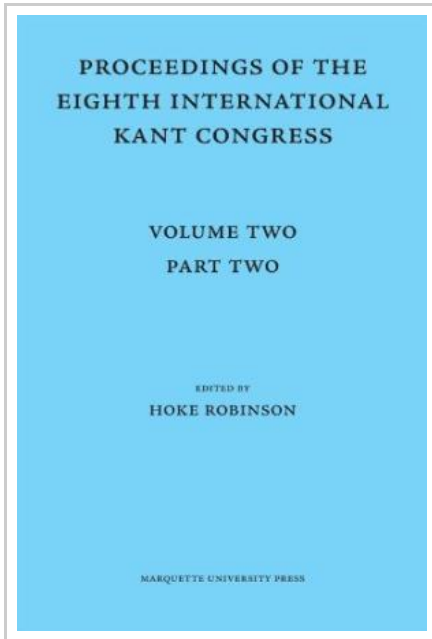 PROCEEDINGS OF THE
EIGHTH INTERNATIONAL
KANT CONGRESS
VOLUME TWO
PART TWO
EDITED BY
HOKE ROBINSON
MARQUETTE UNIVERSITY PRESS